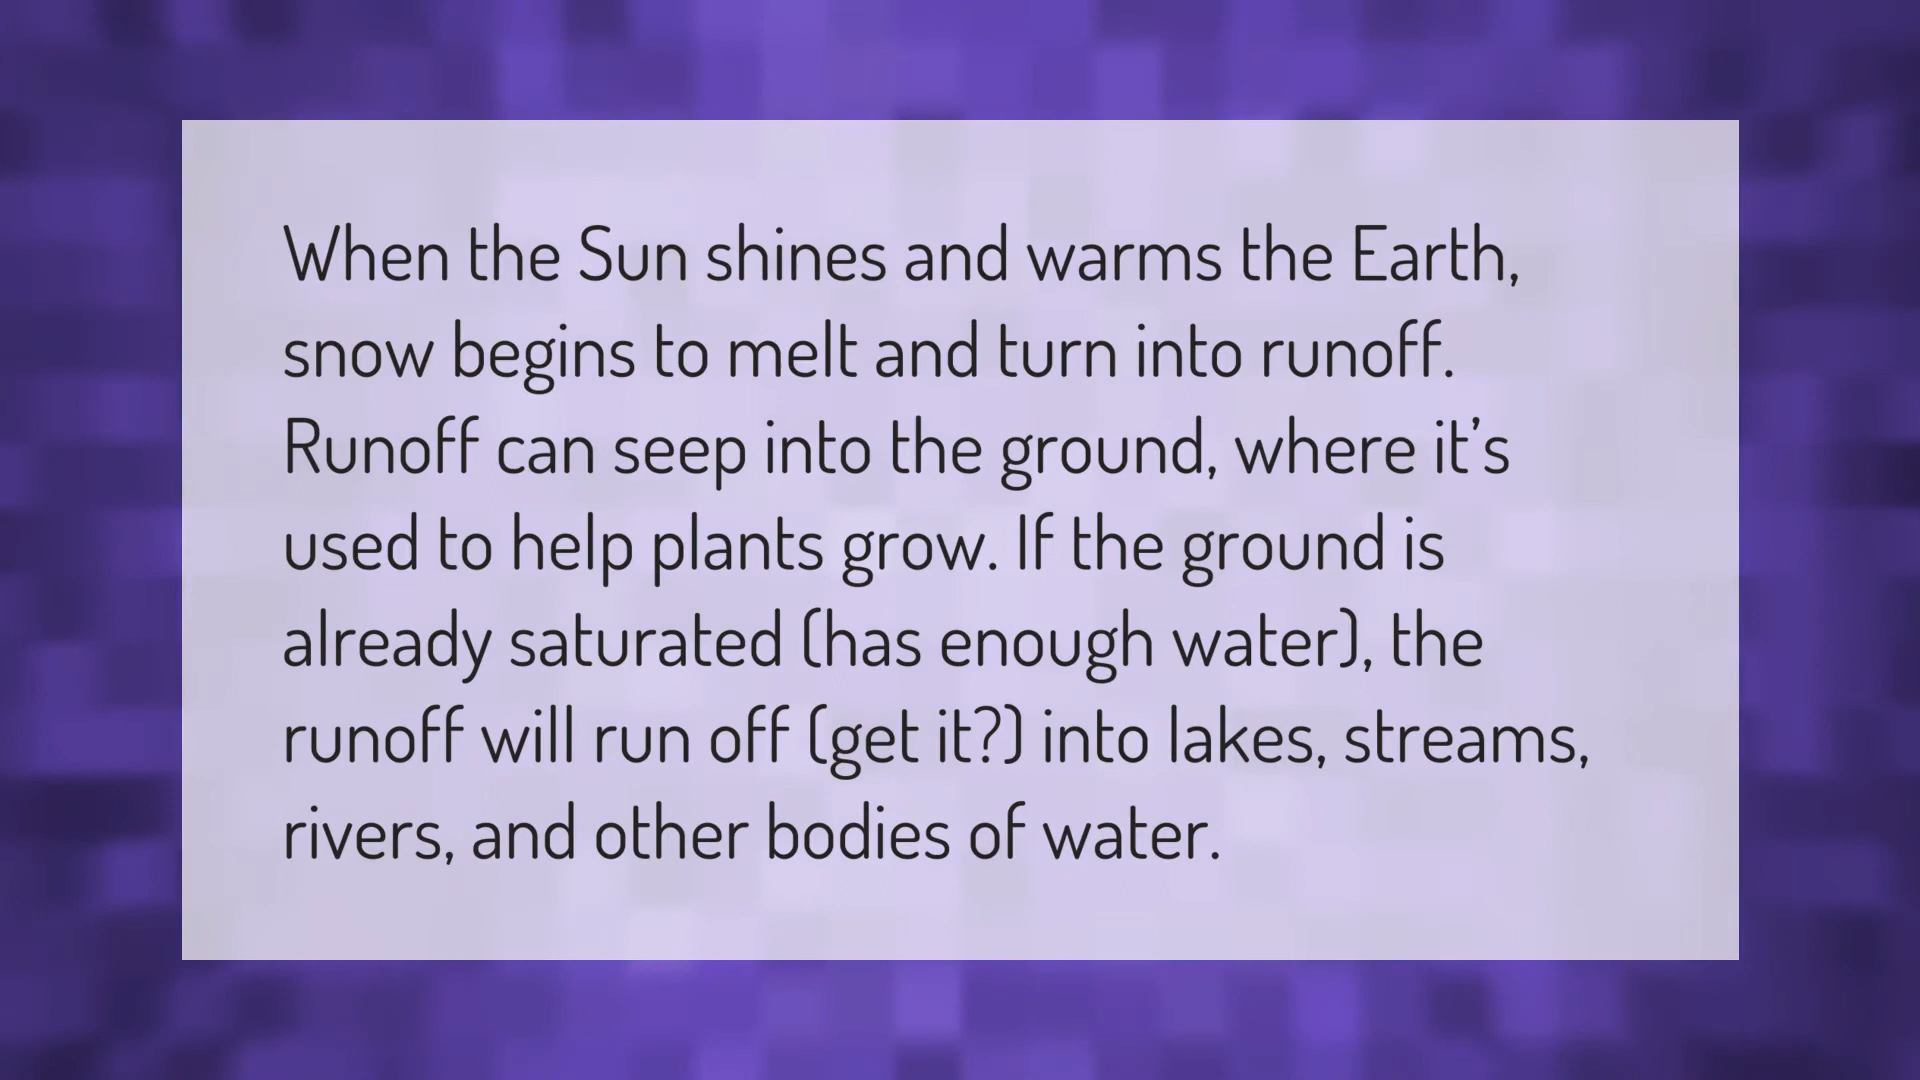 When the Sun shines and warms the Earth,
snow begins to melt and turn into runoff.
Runoff can seep into the ground, where it’s
used to help plants grow. If the ground is
already saturated (has enough water), the
runoff will run off (get it?) into lakes, streams,
rivers, and other bodies of water.